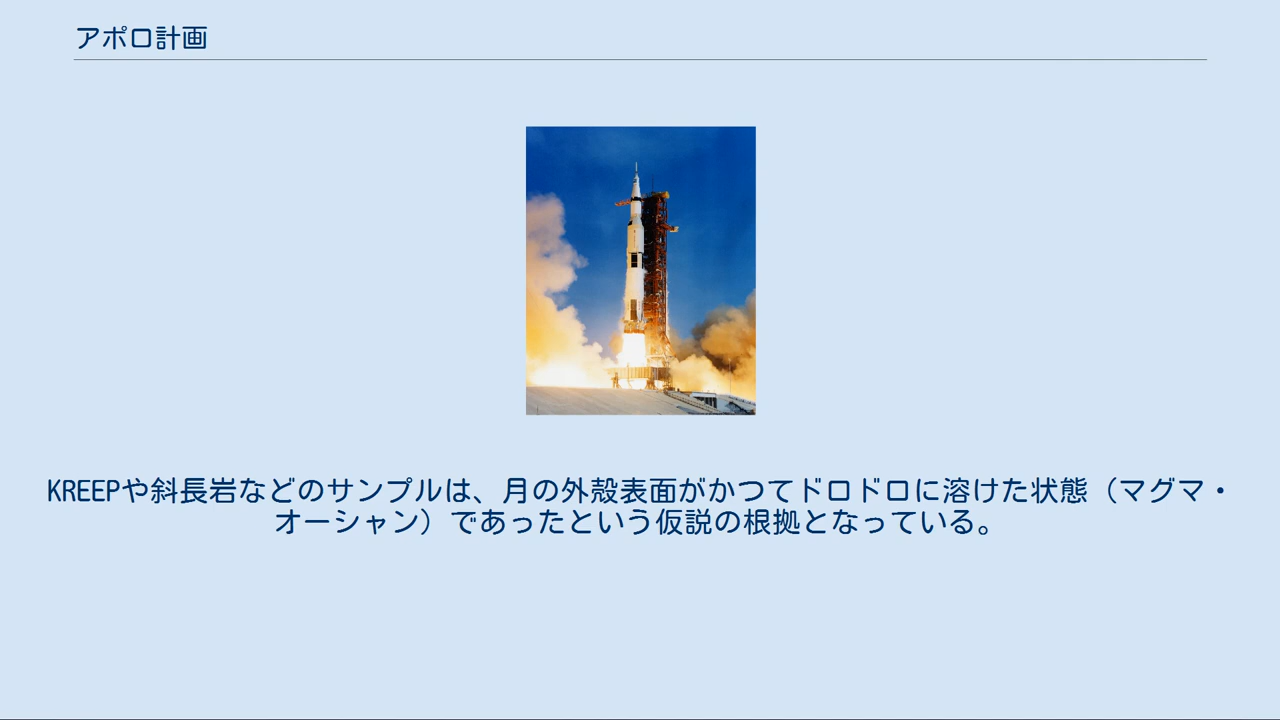 アポロ計画
KREEPや斜長岩などのサンプルは、月の外殻表面がかつてドロドロに溶けた状態（マグマ・
オーシャン）であったという仮説の根拠となっている。